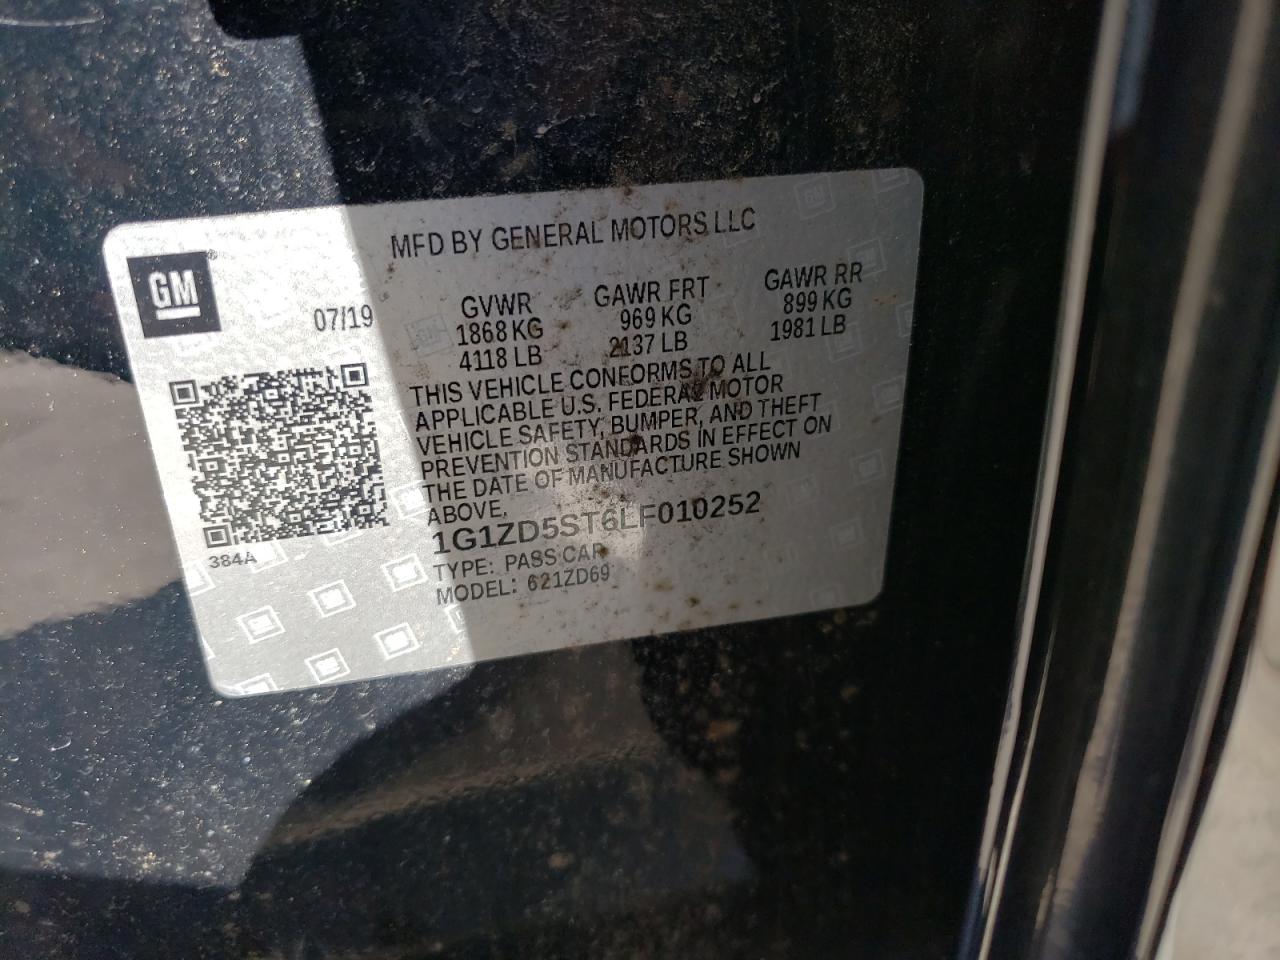 MFD BY GENERAL MOTORS LLC
GM
07/19
GVWR GAWR FRT GAWR RR
1868 KG 969 KG 899 KG
4118 LB 2137 LB 1981 LB
THIS VEHICLE CONFORMS TO ALL
APPLICABLE U.S. FEDERAL MOTOR
VEHICLE SAFETY, BUMPER, AND THEFT
PREVENTION STANDARDS IN EFFECT ON
THE DATE OF MANUFACTURE SHOWN
ABOVE.
1G1ZD5ST6LF010252
TYPE: PASS CAR
MODEL: 621ZD69
384A